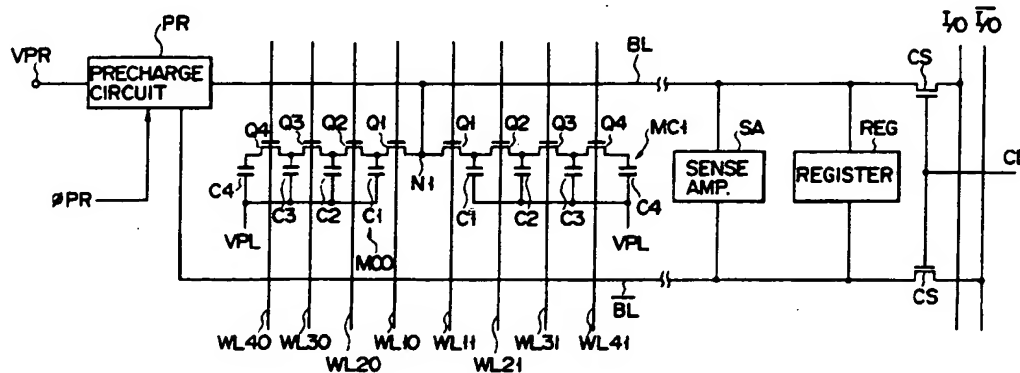 PR
VPR
PRECHARGE
CIRCUIT
BL
I/O
I/O
CS
Q4
Q3
Q2
Q1
Q1
Q2
Q3
Q4
MC1
SA
REG
SENSE
AMP.
REGISTER
C4
C3
C2
C1
N1
C1
C2
C3
C4
øPR
VPL
M00
VPL
BL
CS
WL40
WL30
WL20
WL10
WL11
WL21
WL31
WL41